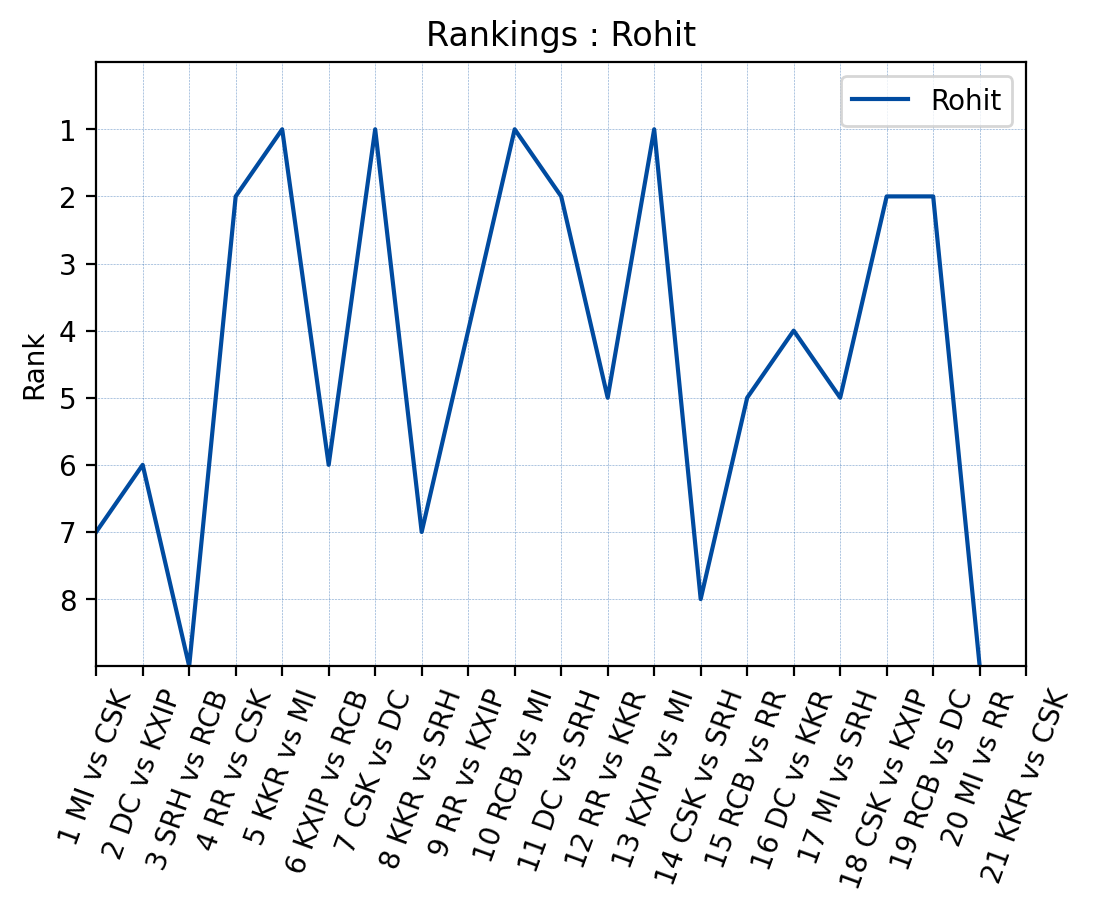 Rankings : Rohit
Rohit
Rank
1
2
3
4
5
6
7
8
1 MI vs CSK
2 DC vs KXIP
3 SRH vs RCB
4 RR vs CSK
5 KKR vs MI
6 KXIP vs RCB
7 CSK vs DC
8 KKR vs SRH
9 RR vs KXIP
10 RCB vs MI
11 DC vs SRH
12 RR vs KKR
13 KXIP vs MI
14 CSK vs SRH
15 RCB vs RR
16 DC vs KKR
17 MI vs SRH
18 CSK vs KXIP
19 RCB vs DC
20 MI vs RR
21 KKR vs CSK